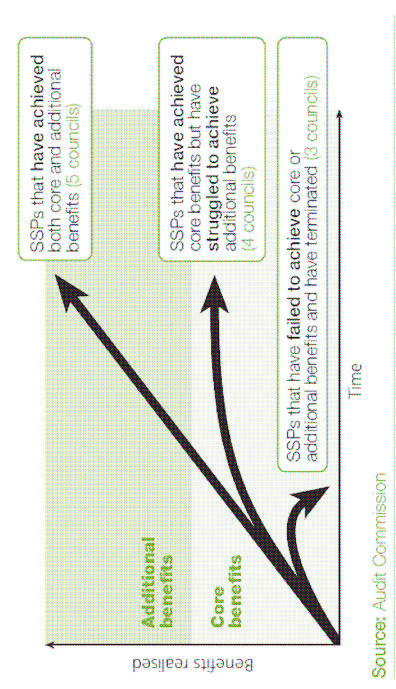 SSPs that have achieved
both core and additional
benefits (5 councils)
SSPs that have achieved
core benefits but have
struggled to achieve
additional benefits
(4 councils)
SSPs that have failed to achieve core or
additional benefits and have terminated (3 councils)
Additional
benefits
Core
benefits
Benefits realised
Time
Source: Audit Commission